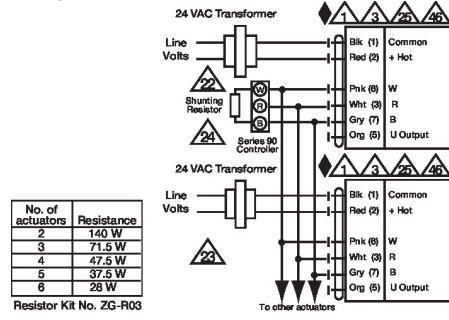 24 VAC Transformer
1 3 25 46
Line
Volts
Blk (1) Common
Red (2) + Hot
22
Pnk (6) W
Shunting
Resistor
W
R
B
Wht (3) R
Gry (7) B
24
Series 90
Controller
Org (5) U Output
24 VAC Transformer
1 3 25 46
Line
Volts
Blk (1) Common
Red (2) + Hot
23
Pnk (6) W
Wht (3) R
Gry (7) B
Org (5) U Output
To other actuators
No. of
actuators Resistance
2 140 W
3 71.5 W
4 47.5 W
5 37.5 W
6 28 W
Resistor Kit No. ZG-R03